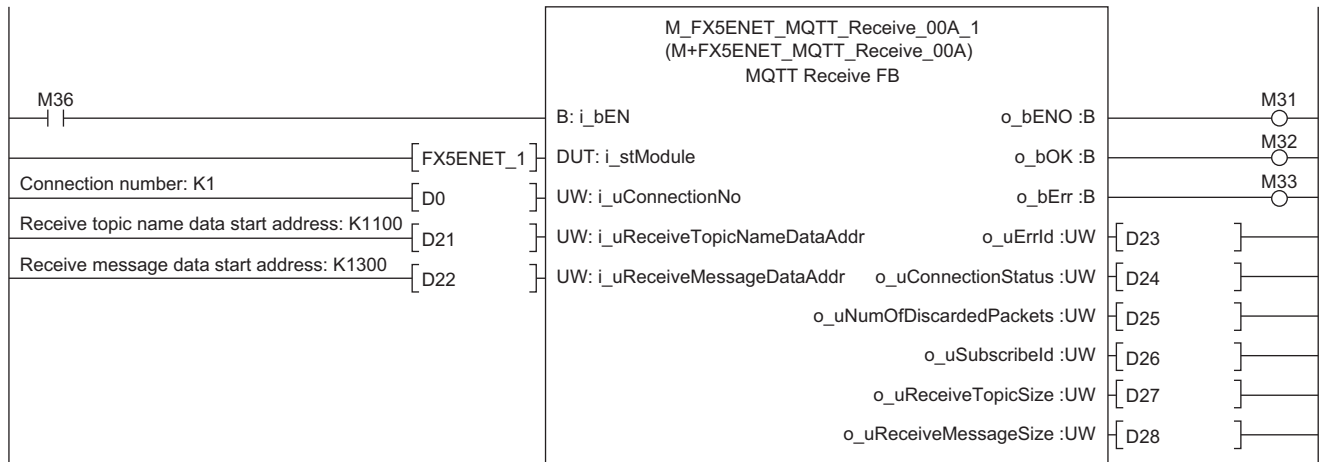 M_FX5ENET_MQTT_Receive_00A_1
(M+FX5ENET_MQTT_Receive_00A)
MQTT Receive FB
M36
B: i_bEN
o_bENO :B
M31
FX5ENET_1
DUT: i_stModule
o_bOK :B
M32
Connection number: K1
D0
UW: i_uConnectionNo
o_bErr :B
M33
Receive topic name data start address: K1100
D21
UW: i_uReceiveTopicNameDataAddr
o_uErrId :UW
D23
Receive message data start address: K1300
D22
UW: i_uReceiveMessageDataAddr
o_uConnectionStatus :UW
D24
o_uNumOfDiscardedPackets :UW
D25
o_uSubscribeId :UW
D26
o_uReceiveTopicSize :UW
D27
o_uReceiveMessageSize :UW
D28